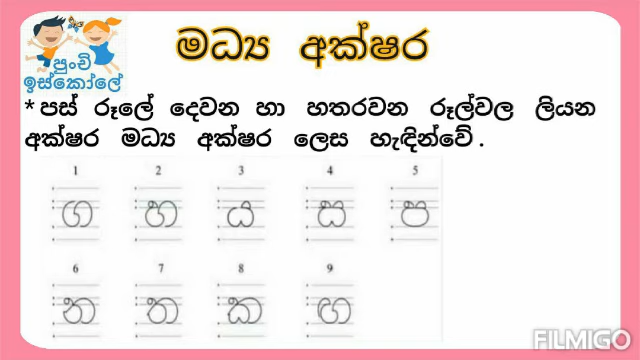 මධ්‍ය අක්ෂර
පුංචි
ඉස්කෝලේ
* පස් රූලේ දෙවන හා හතරවන රූල්වල ලියන
අක්ෂර මධ්‍ය අක්ෂර ලෙස හැඳින්වේ .
1 2 3 4 5
ග හ ය ස ප
6 7 8 9
න ත ක ඟ
FILMIGO